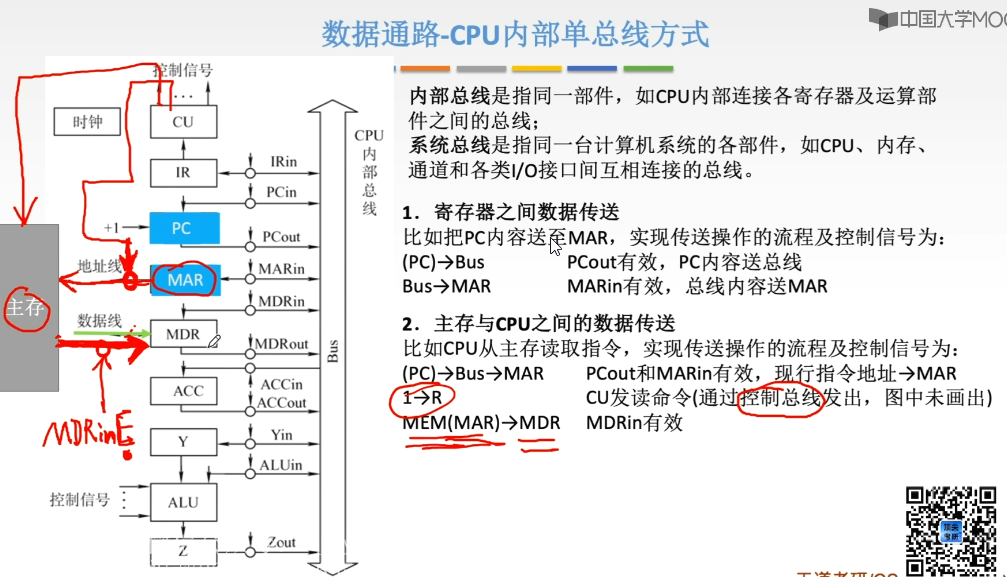 中国大学MOO
数据通路-CPU内部单总线方式
控制信号
...
时钟
CU
IR
IRin
PCin
+1
PC
PCout
地址线
MAR
MARin
MDRin
主存
数据线
MDR
MDRout
MDRinE
ACC
ACCin
ACCout
Y
Yin
ALUin
控制信号
ALU
Z
Zout
Bus
CPU
内
部
总
线
内部总线是指同一部件，如CPU内部连接各寄存器及运算部
件之间的总线；
系统总线是指同一台计算机系统的各部件，如CPU、内存、
通道和各类I/O接口间互相连接的总线。
1．寄存器之间数据传送
比如把PC内容送至MAR，实现传送操作的流程及控制信号为：
(PC)→Bus PCout有效，PC内容送总线
Bus→MAR MARin有效，总线内容送MAR
2．主存与CPU之间的数据传送
比如CPU从主存读取指令，实现传送操作的流程及控制信号为：
(PC)→Bus→MAR PCout和MARin有效，现行指令地址→MAR
1→R CU发读命令(通过控制总线发出，图中未画出)
MEM(MAR)→MDR MDRin有效